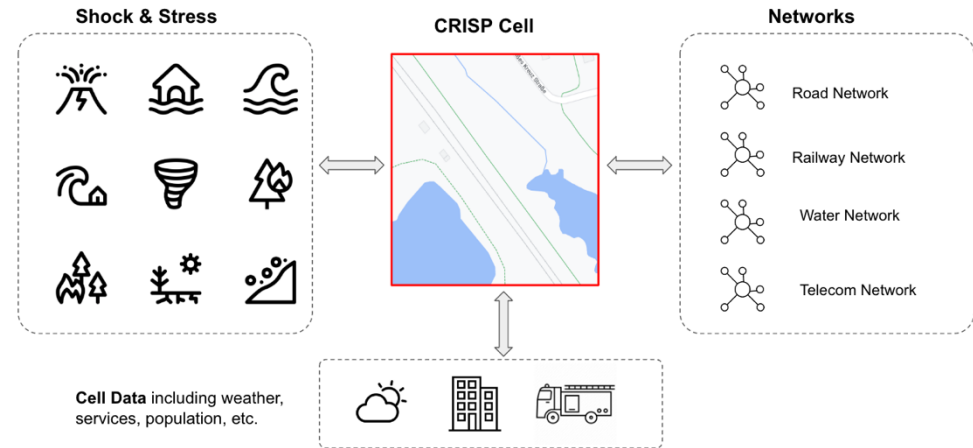 Shock & Stress
CRISP Cell
Networks
Road Network
Railway Network
Water Network
Telecom Network
Cell Data including weather,
services, population, etc.